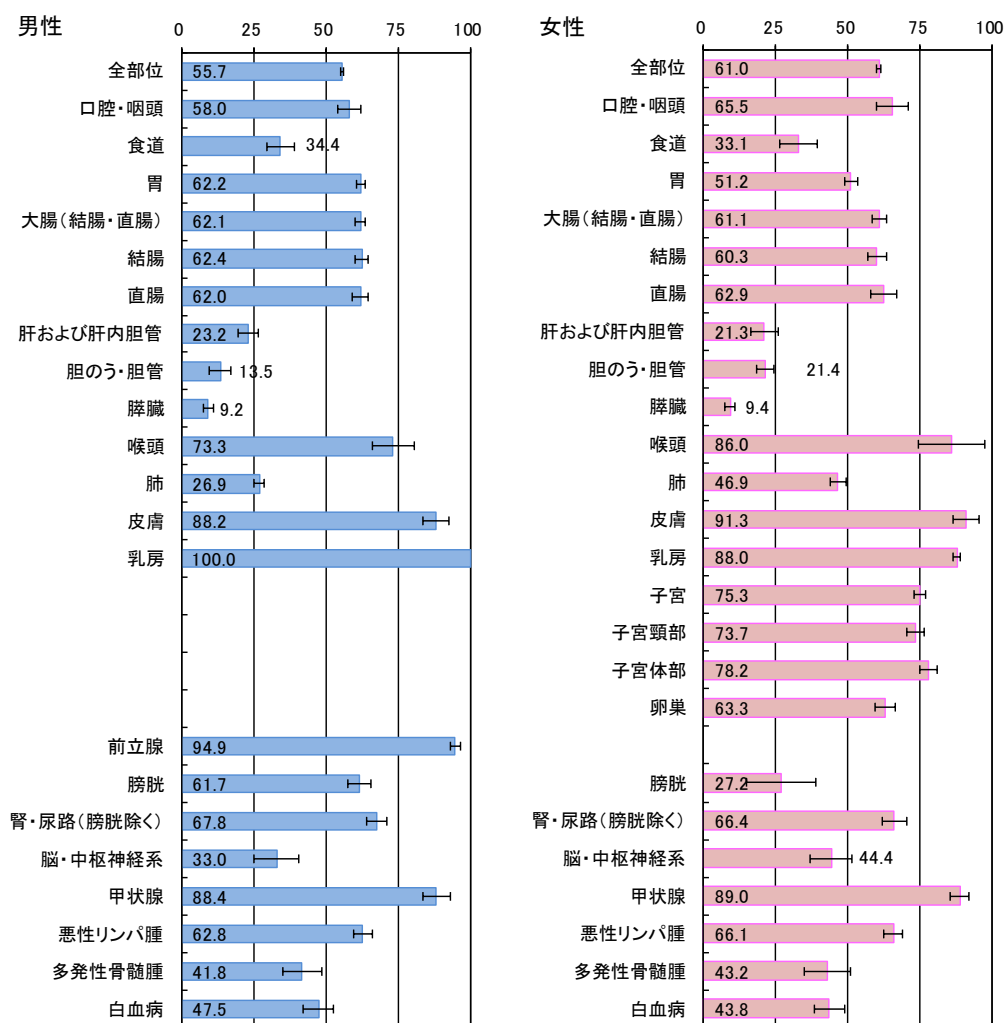 男性
0 25 50 75 100
全部位 55.7
口腔・咽頭 58.0
食道 34.4
胃 62.2
大腸(結腸・直腸) 62.1
結腸 62.4
直腸 62.0
肝および肝内胆管 23.2
胆のう・胆管 13.5
膵臓 9.2
喉頭 73.3
肺 26.9
皮膚 88.2
乳房 100.0
前立腺 94.9
膀胱 61.7
腎・尿路(膀胱除く) 67.8
脳・中枢神経系 33.0
甲状腺 88.4
悪性リンパ腫 62.8
多発性骨髄腫 41.8
白血病 47.5
女性
0 25 50 75 100
全部位 61.0
口腔・咽頭 65.5
食道 33.1
胃 51.2
大腸(結腸・直腸) 61.1
結腸 60.3
直腸 62.9
肝および肝内胆管 21.3
胆のう・胆管 21.4
膵臓 9.4
喉頭 86.0
肺 46.9
皮膚 91.3
乳房 88.0
子宮 75.3
子宮頸部 73.7
子宮体部 78.2
卵巣 63.3
膀胱 27.2
腎・尿路(膀胱除く) 66.4
脳・中枢神経系 44.4
甲状腺 89.0
悪性リンパ腫 66.1
多発性骨髄腫 43.2
白血病 43.8